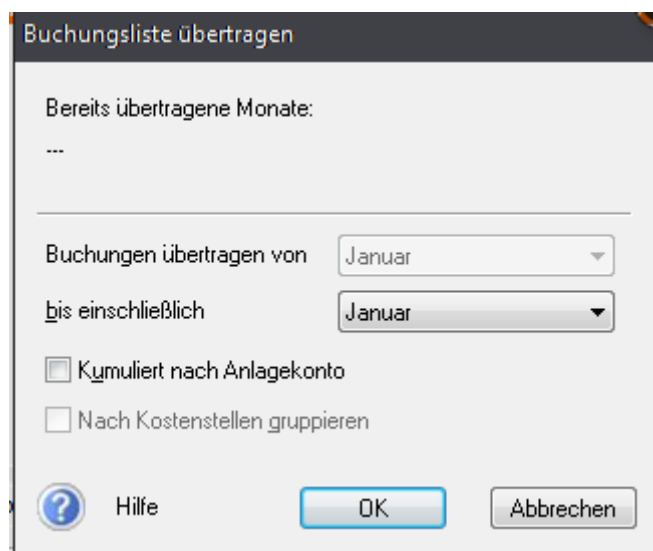 Buchungsliste übertragen
Bereits übertragene Monate:
---
Buchungen übertragen von Januar
bis einschließlich Januar
Kumuliert nach Anlagekonto
Nach Kostenstellen gruppieren
? Hilfe OK Abbrechen